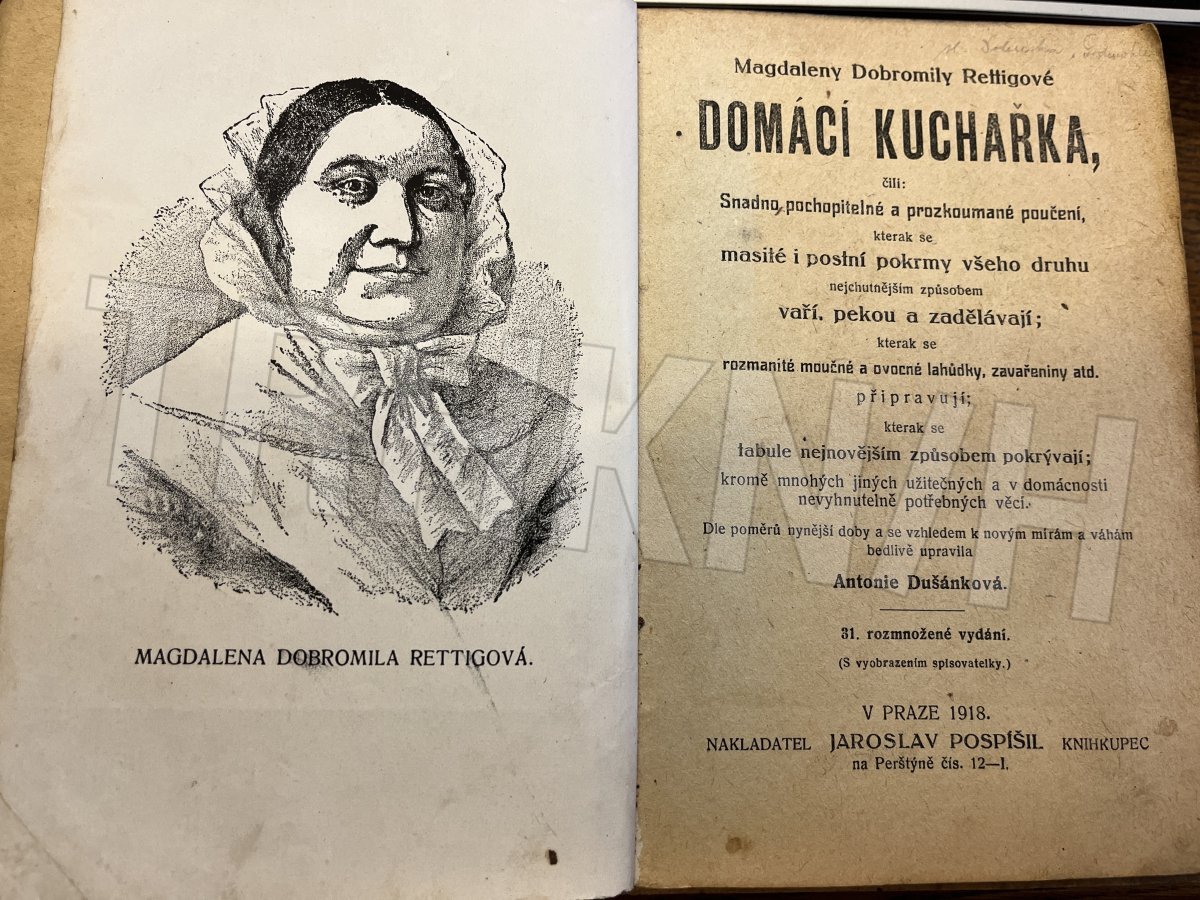 MAGDALENA DOBROMILA RETTIGOVÁ.
Magdaleny Dobromily Rettigové
DOMÁCÍ KUCHAŘKA,
čili:
Snadno pochopitelné a prozkoumané poučení,
kterak se
masité i postní pokrmy všeho druhu
nejchutnějším způsobem
vaří, pekou a zadělávají;
kterak se
rozmanité moučné a ovocné lahůdky, zavařeniny atd.
připravují;
kterak se
tabule nejnovějším způsobem pokrývají;
kromě mnohých jiných užitečných a v domácnosti
nevyhnutelně potřebných věcí.
Dle poměrů nynější doby a se vzhledem k novým mírám a váhám
bedlivě upravila
Antonie Dušánková.
31. rozmnožené vydání.
(S vyobrazením spisovatelky.)
V PRAZE 1918.
NAKLADATEL JAROSLAV POSPÍŠIL KNIHKUPEC
na Perštýně čís. 12—I.